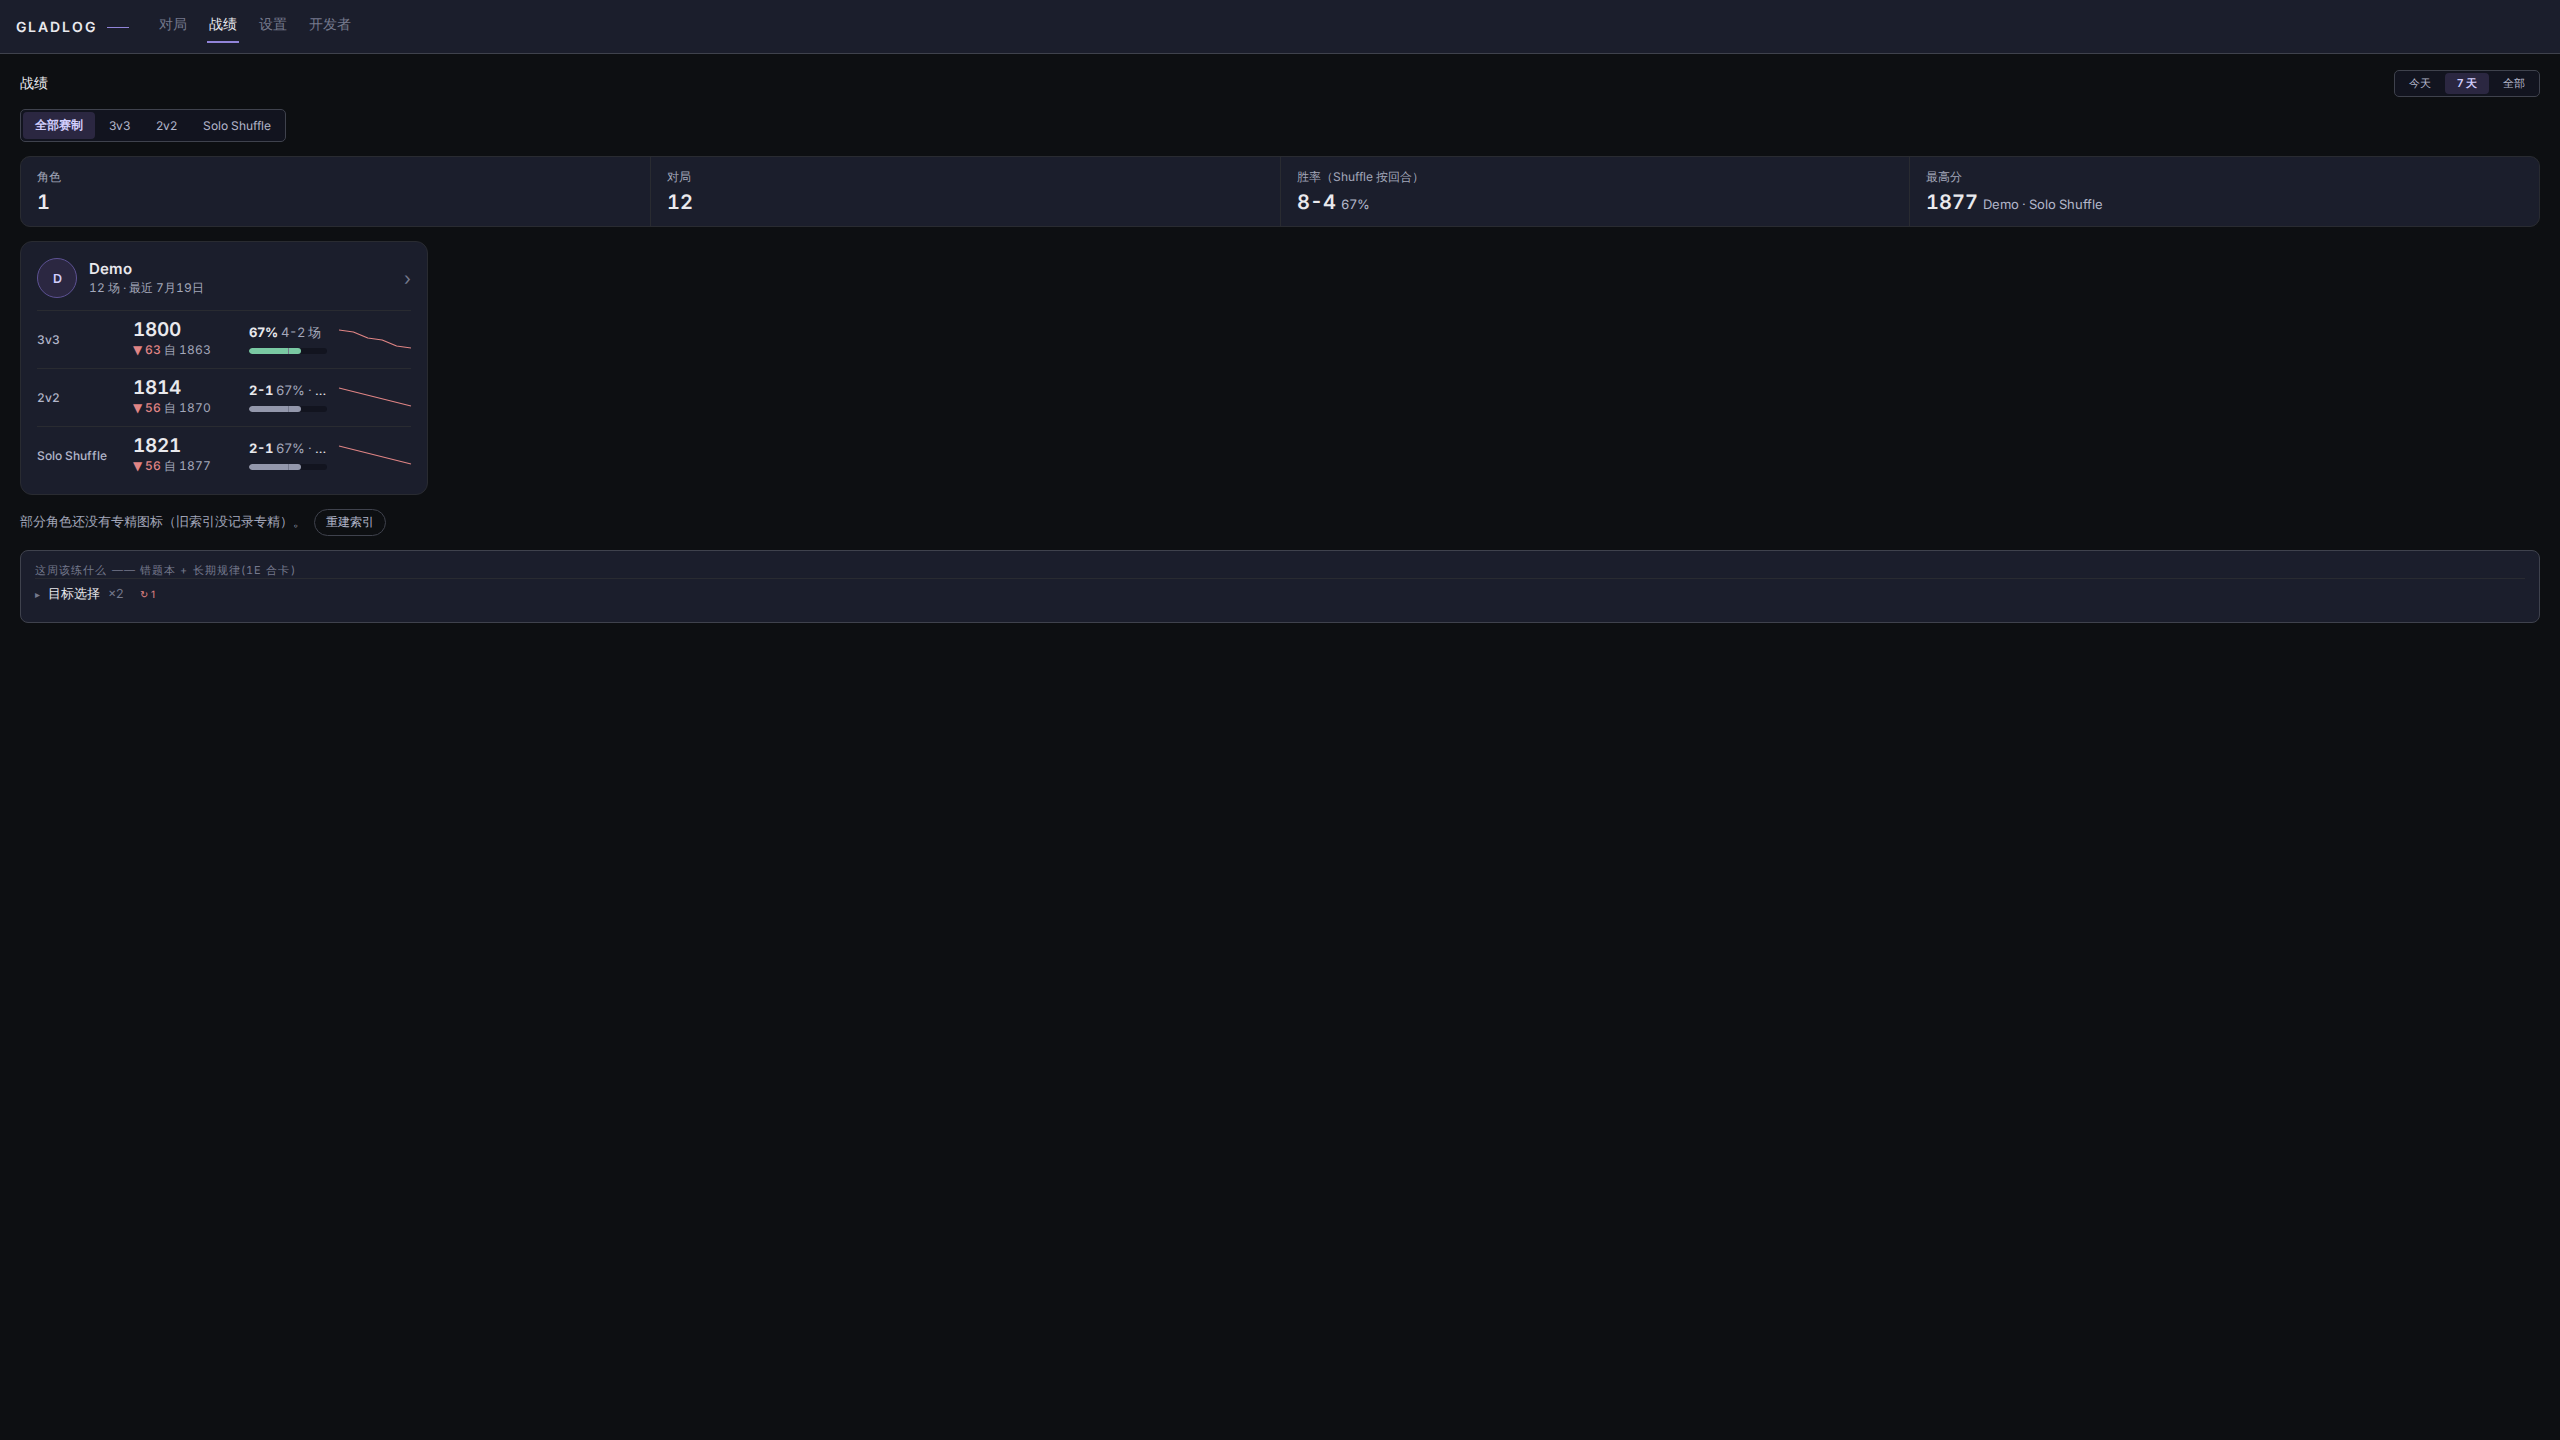 GLADLOG 对局 战绩 设置 开发者
战绩
今天 7 天 全部
全部赛制 3v3 2v2 Solo Shuffle
角色
1
对局
12
胜率（Shuffle 按回合）
8-4 67%
最高分
1877 Demo · Solo Shuffle
D
Demo
12 场 · 最近 7月19日
›
3v3
1800
▼ 63 自 1863
67% 4-2 场
2v2
1814
▼ 56 自 1870
2-1 67% · ...
Solo Shuffle
1821
▼ 56 自 1877
2-1 67% · ...
部分角色还没有专精图标（旧索引没记录专精）。 重建索引
这周该练什么 —— 错题本 + 长期规律(1E 合卡)
▸ 目标选择 ×2 ↻ 1